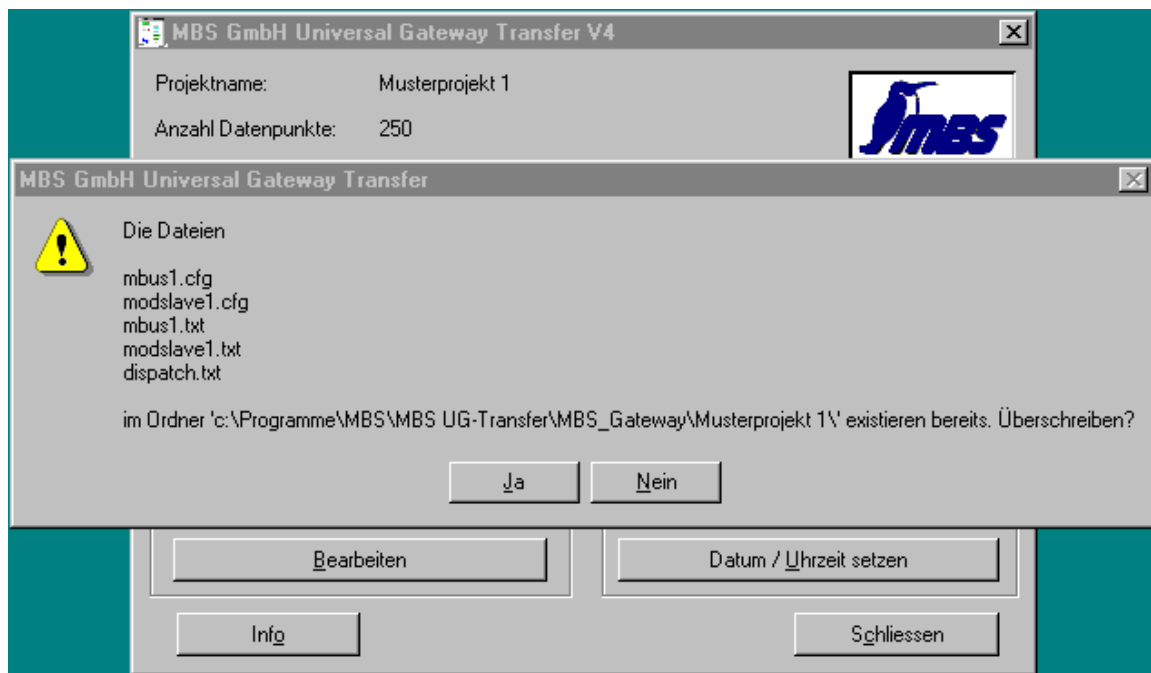 MBS GmbH Universal Gateway Transfer V4
Projektname: Musterprojekt 1
Anzahl Datenpunkte: 250
mBS
MBS GmbH Universal Gateway Transfer
Die Dateien
mbus1.cfg
modslave1.cfg
mbus1.txt
modslave1.txt
dispatch.txt
im Ordner 'c:\Programme\MBS\MBS UG-Transfer\MBS_Gateway\Musterprojekt 1\' existieren bereits. Überschreiben?
Ja Nein
Bearbeiten Datum / Uhrzeit setzen
Info Schliessen